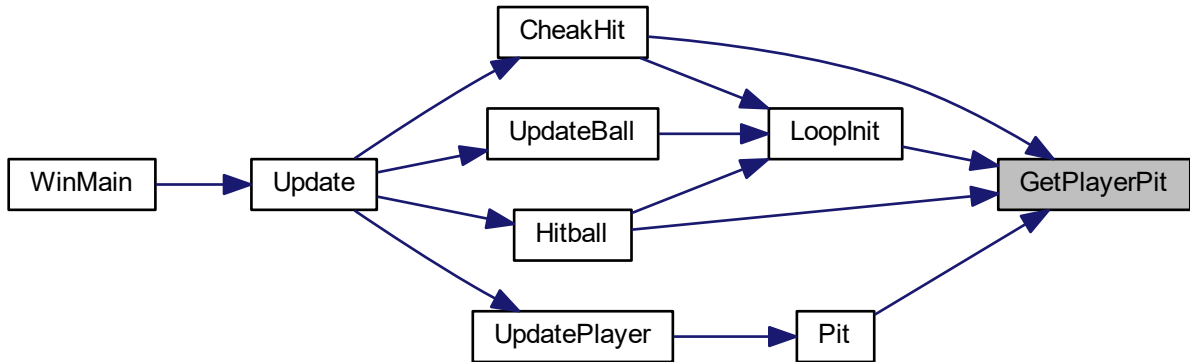 CheakHit
UpdateBall
LoopInit
WinMain
Update
GetPlayerPit
Hitball
UpdatePlayer
Pit